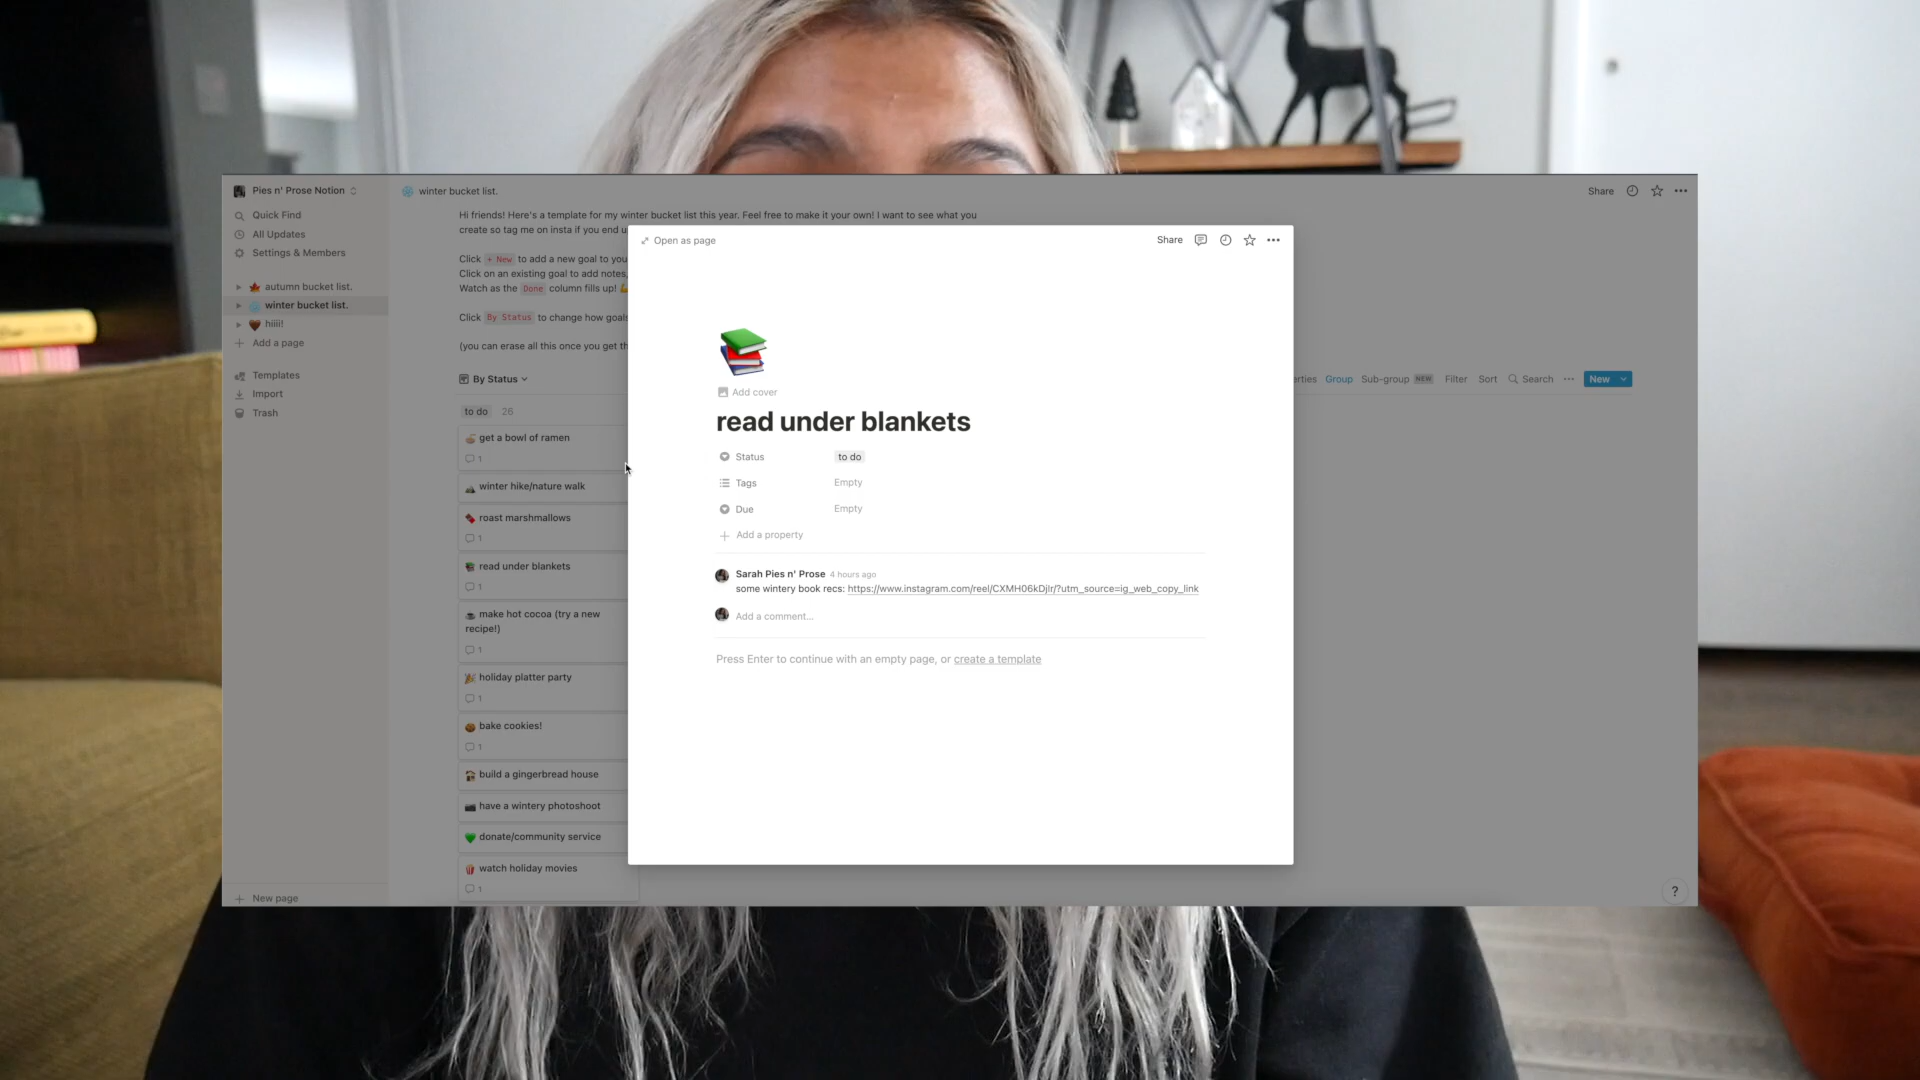 Pies n' Prose Notion
Quick Find
All Updates
Settings & Members
autumn bucket list.
winter bucket list.
hiiii!
Add a page
Templates
Import
Trash
New page
winter bucket list.
Share
Hi friends! Here's a template for my winter bucket list this year. Feel free to make it your own! I want to see what you
create so tag me on insta if you end
Click + New to add a new goal to
Click on an existing goal to add notes,
Watch as the Done column fills up!
Click By Status to change how
(you can erase all this once you get
By Status
Group
Sub-group NEW
Filter
Sort
Search
New
to do 26
get a bowl of ramen
1
winter hike/nature walk
roast marshmallows
1
read under blankets
1
make hot cocoa (try a new
recipe!)
1
holiday platter party
1
bake cookies!
1
build a gingerbread house
have a wintery photoshoot
donate/community service
watch holiday movies
1
Open as page
Share
Add cover
read under blankets
Status to do
Tags Empty
Due Empty
Add a property
Sarah Pies n' Prose 4 hours ago
some wintery book recs: https://www.instagram.com/reel/CXMH06kDjlr/?utm_source=ig_web_copy_link
Add a comment...
Press Enter to continue with an empty page, or create a template
?